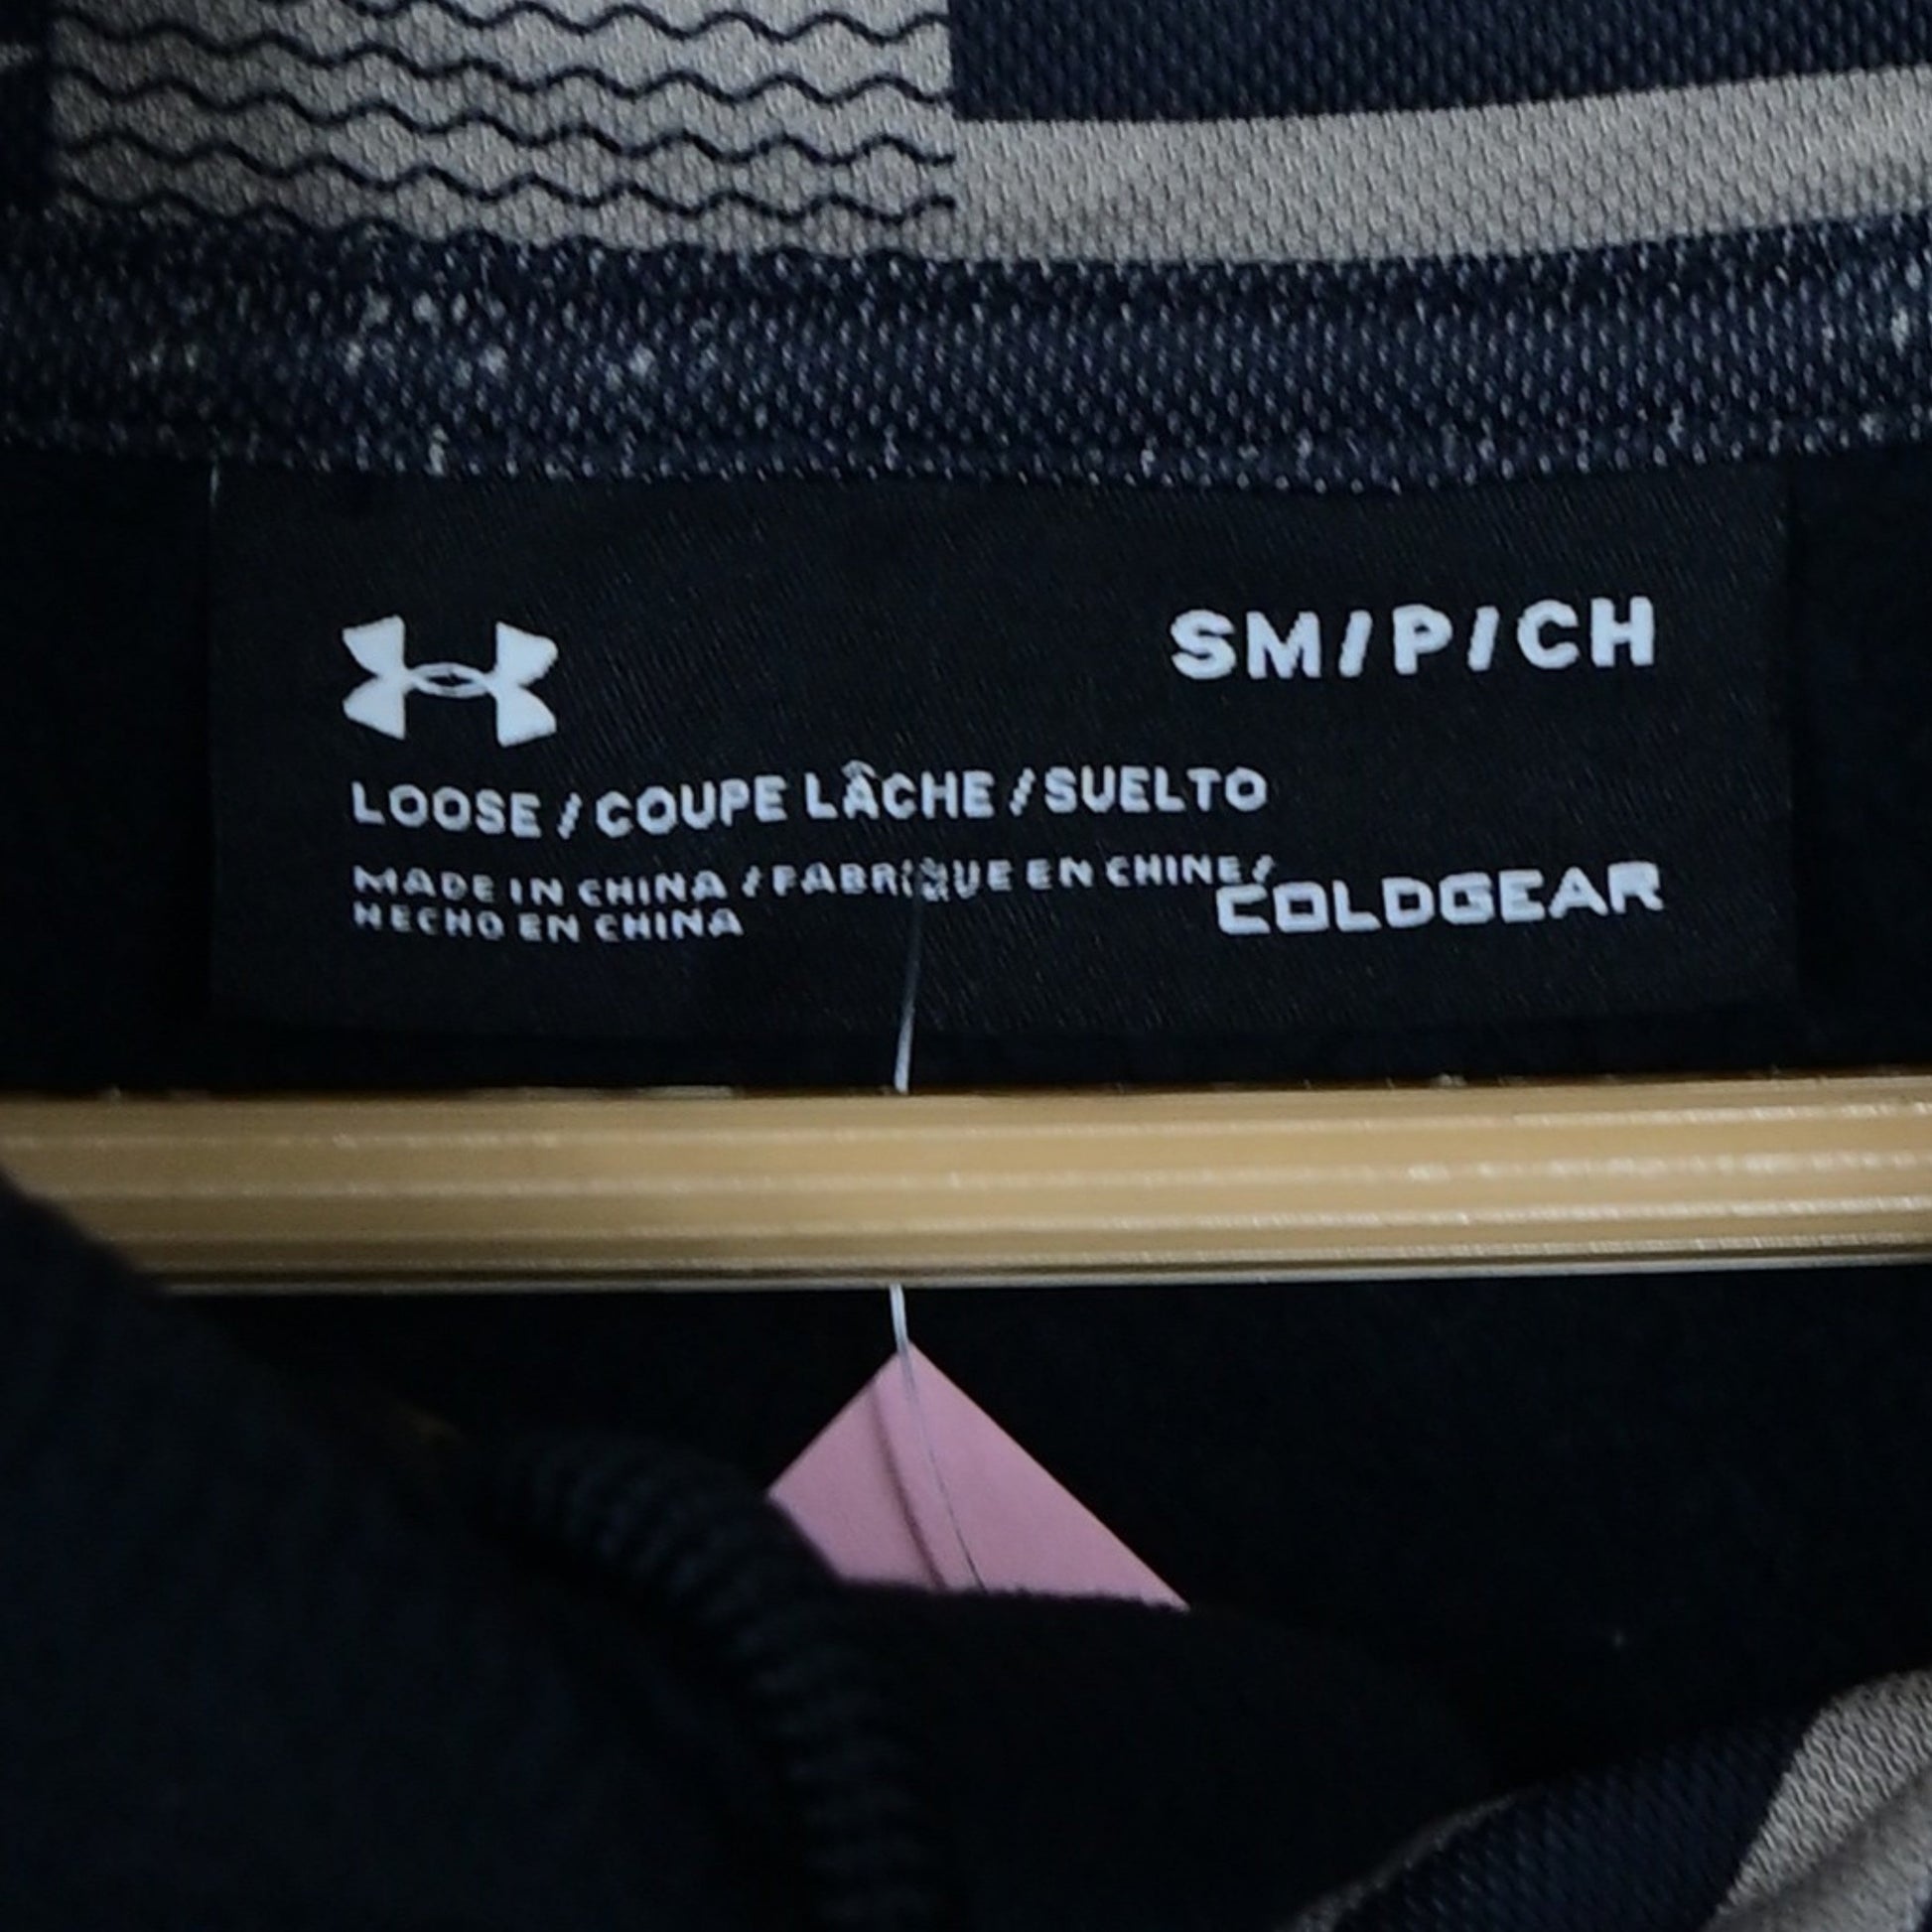 SM/P/CH
LOOSE / COUPE LÂCHE / SUELTO
MADE IN CHINA / FABRIQUE EN CHINE /
HECHO EN CHINA
COLDGEAR